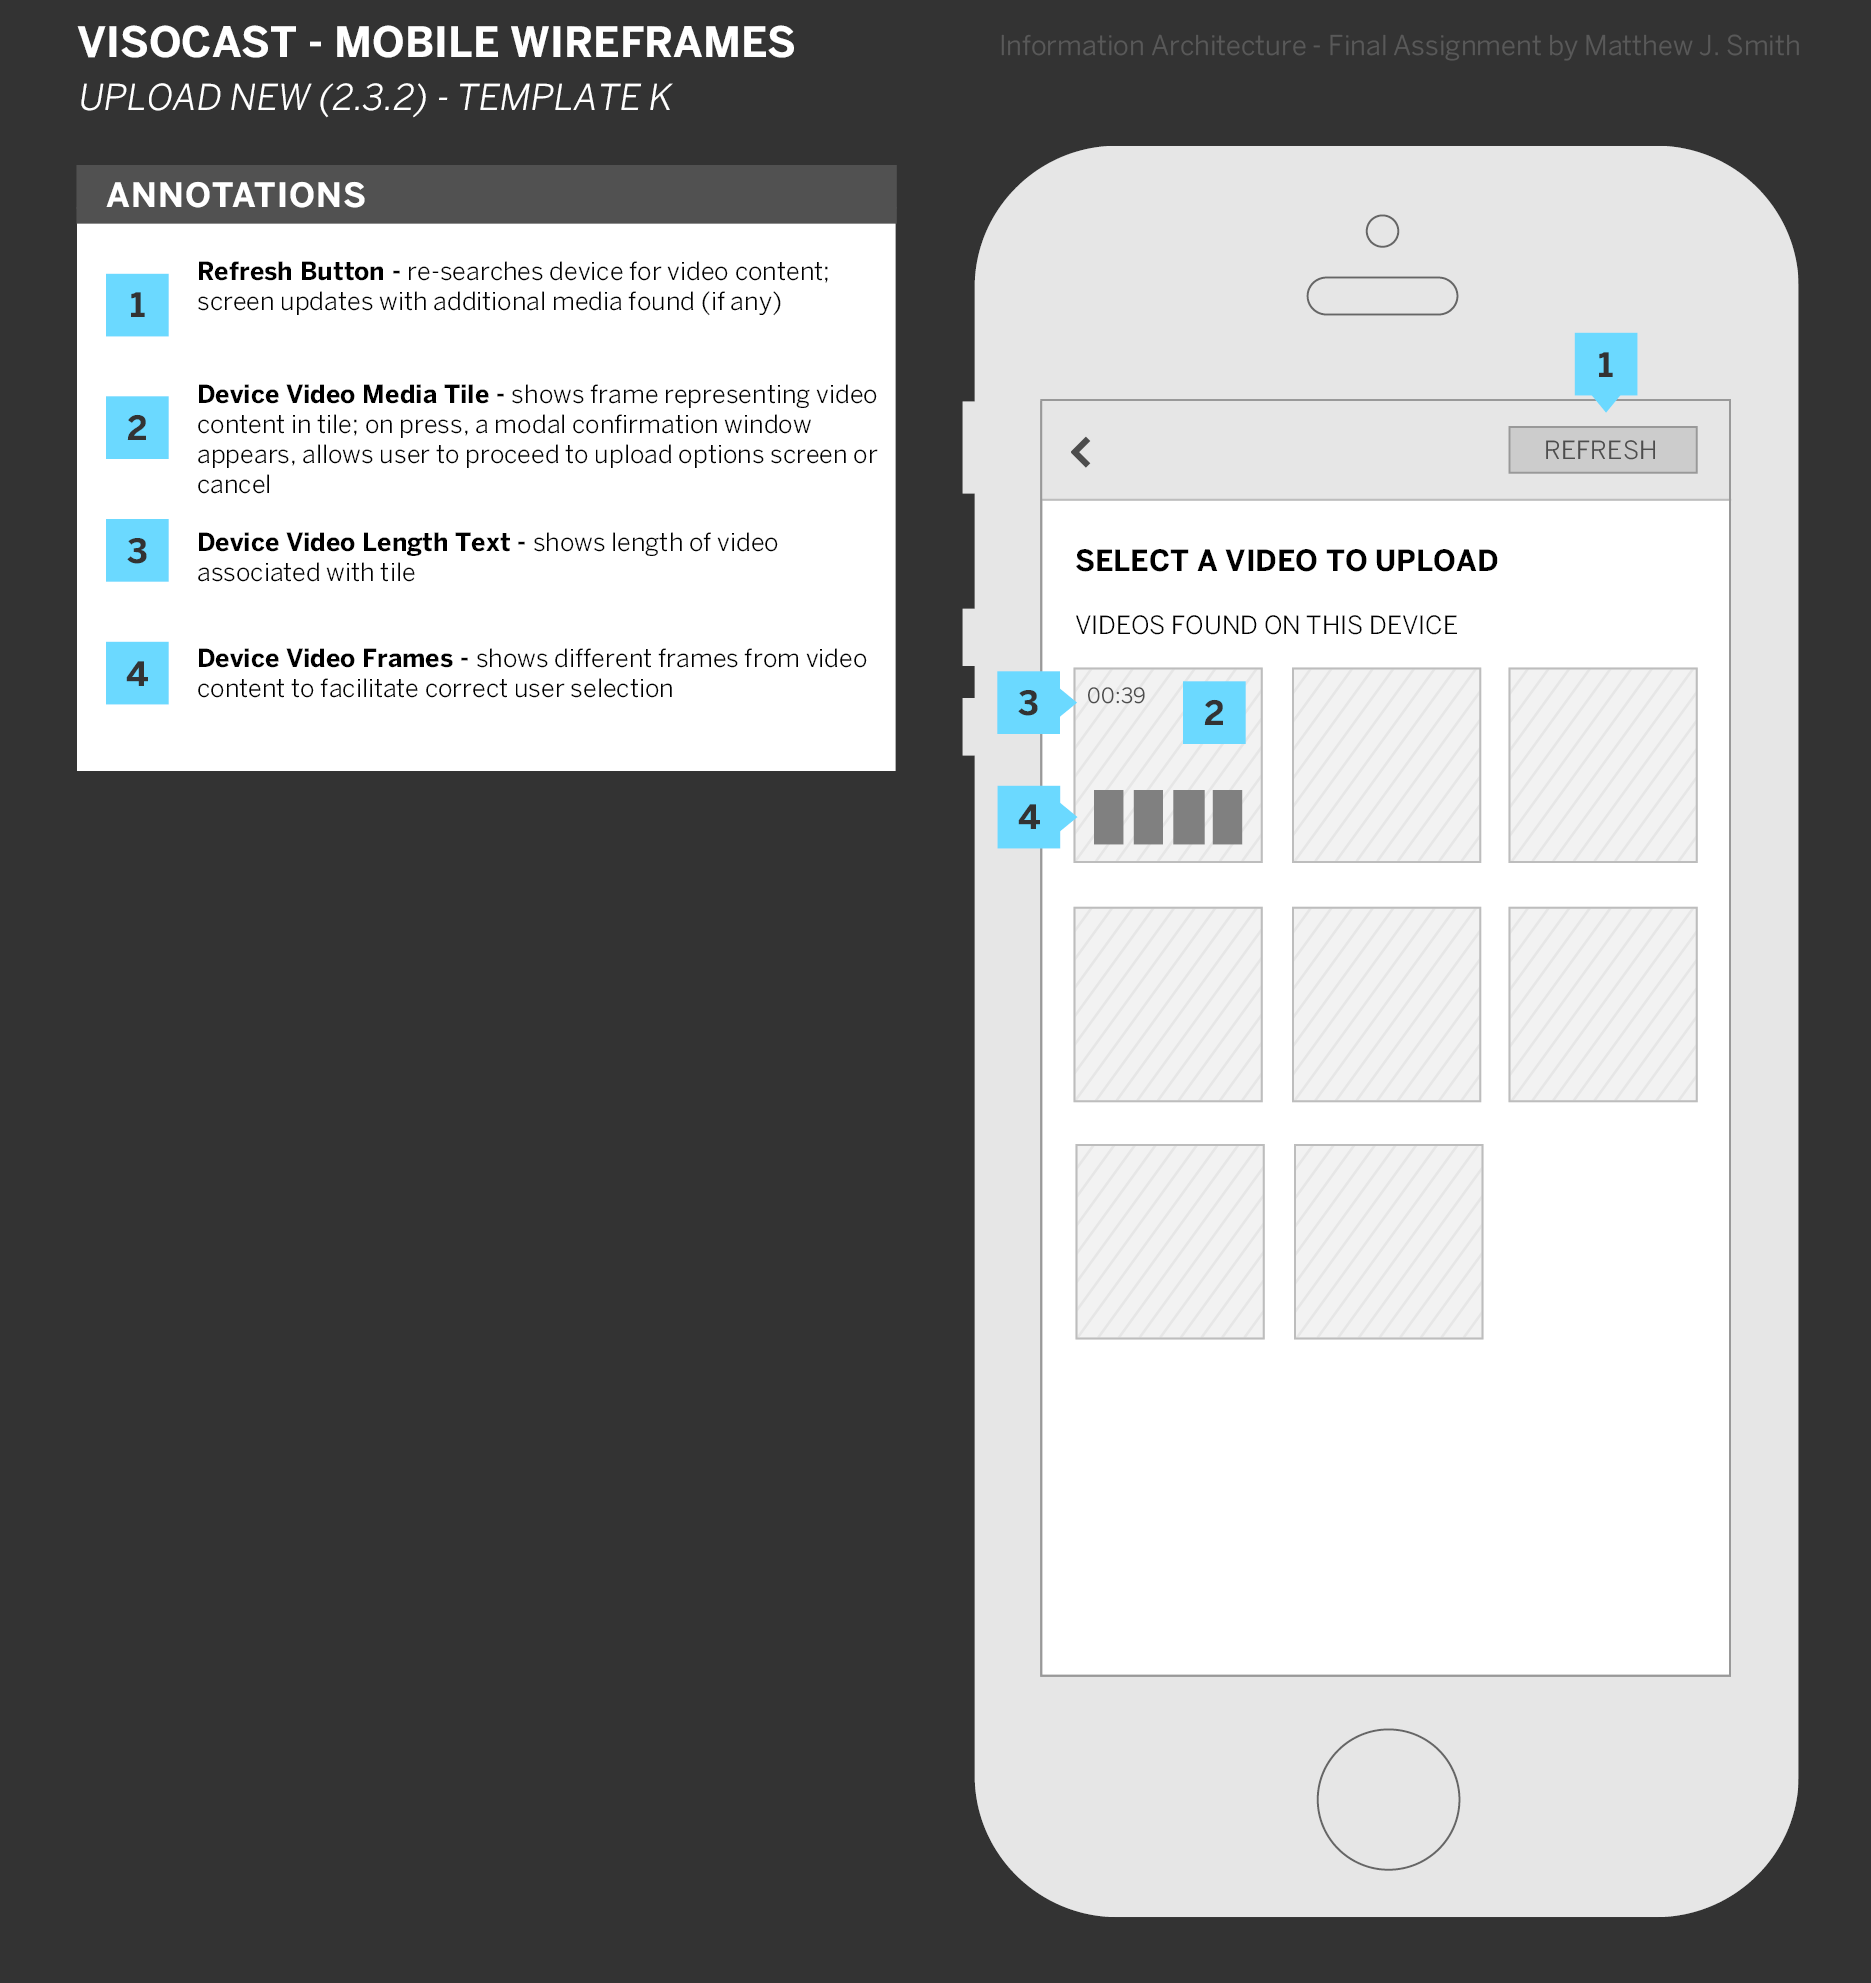 VISOCAST - MOBILE WIREFRAMES
Information Architecture - Final Assignment by Matthew J. Smith
UPLOAD NEW (2.3.2) - TEMPLATE K
ANNOTATIONS
1
Refresh Button - re-searches device for video content;
screen updates with additional media found (if any)
2
Device Video Media Tile - shows frame representing video
content in tile; on press, a modal confirmation window
appears, allows user to proceed to upload options screen or
cancel
3
Device Video Length Text - shows length of video
associated with tile
4
Device Video Frames - shows different frames from video
content to facilitate correct user selection
1
REFRESH
SELECT A VIDEO TO UPLOAD
VIDEOS FOUND ON THIS DEVICE
3
00:39
2
4